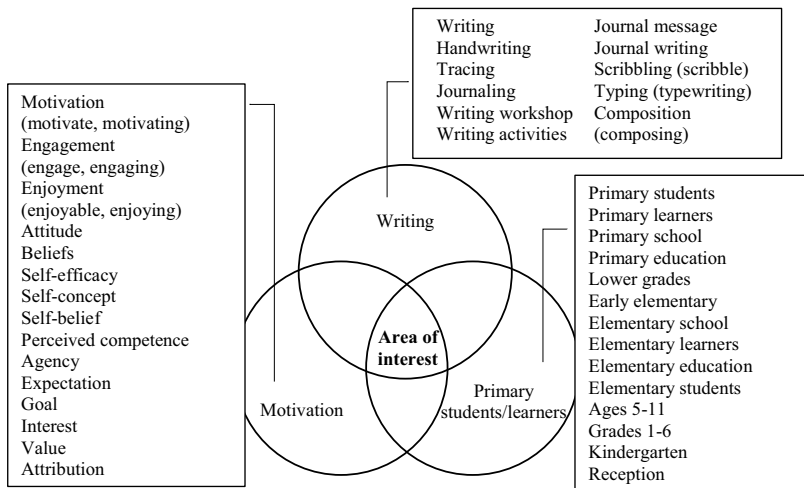 Writing
Handwriting
Tracing
Journaling
Writing workshop
Writing activities
Journal message
Journal writing
Scribbling (scribble)
Typing (typewriting)
Composition
(composing)
Motivation
(motivate, motivating)
Engagement
(engage, engaging)
Enjoyment
(enjoyable, enjoying)
Attitude
Beliefs
Self-efficacy
Self-concept
Self-belief
Perceived competence
Agency
Expectation
Goal
Interest
Value
Attribution
Writing
Area of
interest
Motivation
Primary
students/learners
Primary students
Primary learners
Primary school
Primary education
Lower grades
Early elementary
Elementary school
Elementary learners
Elementary education
Elementary students
Ages 5-11
Grades 1-6
Kindergarten
Reception